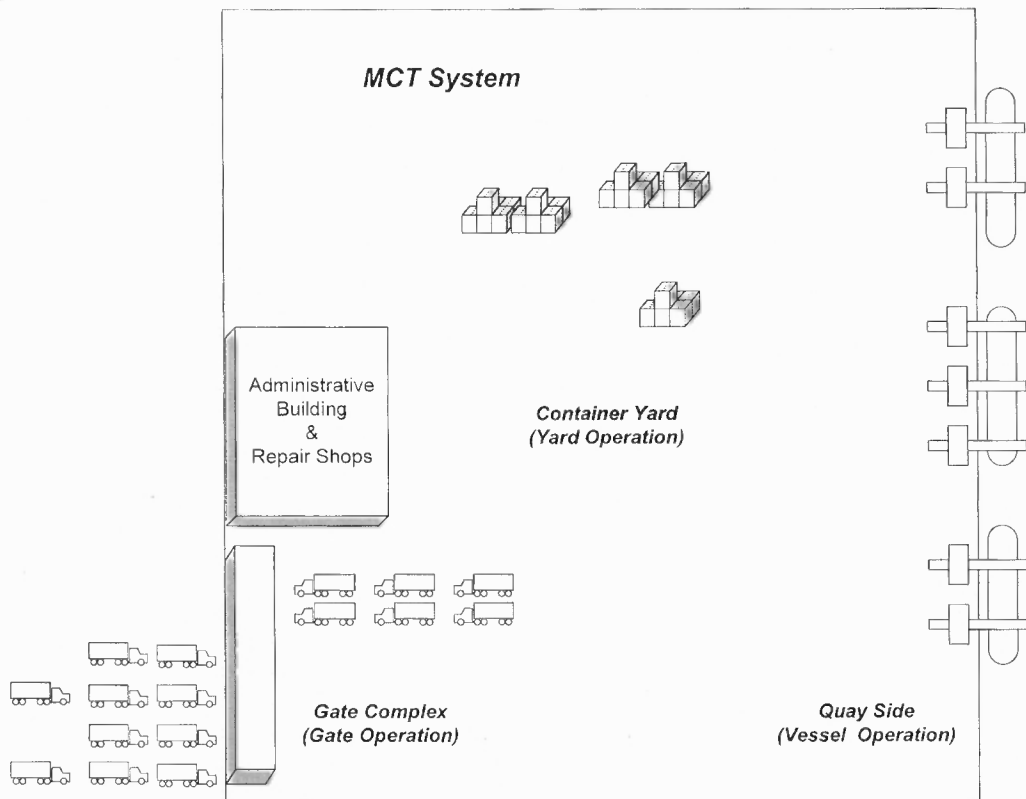 MCT System
Administrative
Building
&
Repair Shops
Container Yard
(Yard Operation)
Gate Complex
(Gate Operation)
Quay Side
(Vessel Operation)